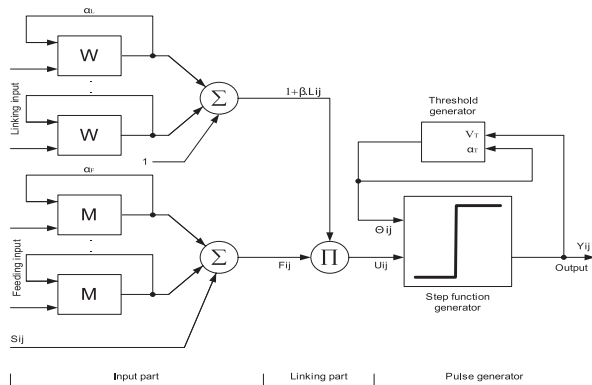 αL
W
W
Linking input
Σ
1
1+β.Lij
αF
M
M
Feeding input
Σ
Sij
Fij
Π
Uij
Threshold
generator
VT
αT
Θij
Step function
generator
Yij
Output
Input part
Linking part
Pulse generator